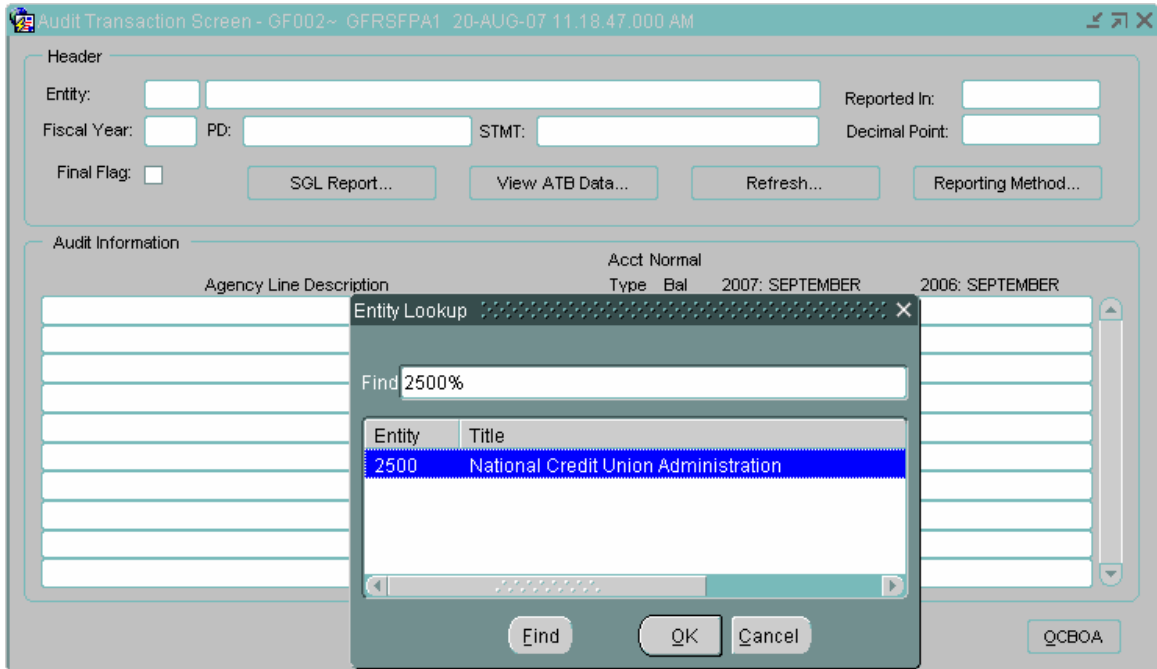 Audit Transaction Screen - GF002~ GFRSFPA1 20-AUG-07 11.18.47.000 AM
Header
Entity: Reported In:
Fiscal Year: PD: STMT: Decimal Point:
Final Flag: SGL Report... View ATB Data... Refresh... Reporting Method...
Audit Information
Acct Normal
Agency Line Description Type Bal 2007: SEPTEMBER 2006: SEPTEMBER
Entity Lookup
Find 2500%
Entity Title
2500 National Credit Union Administration
Find OK Cancel
OCBOA